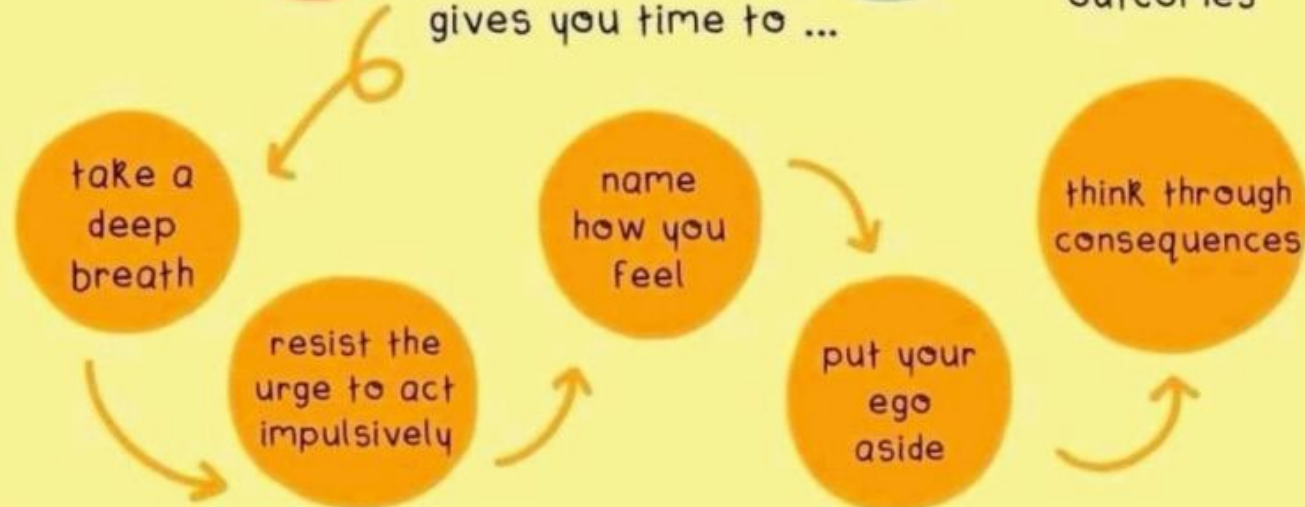 gives you time to ...
outcomes
take a
deep
breath
resist the
urge to act
impulsively
name
how you
feel
put your
ego
aside
think through
consequences